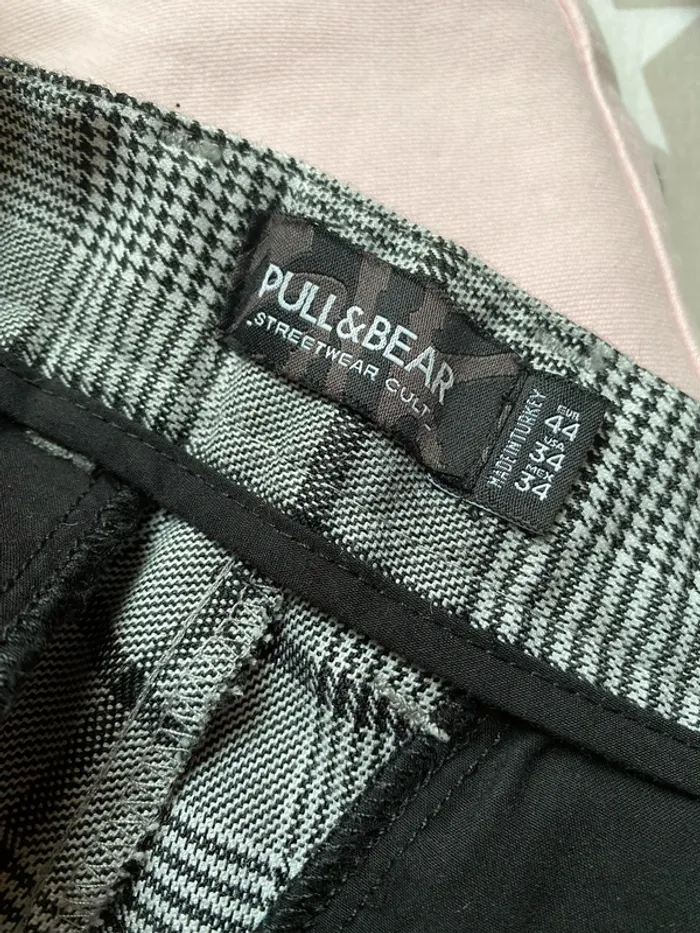 PULL&BEAR
.STREETWEAR CULT-
MADE IN TURKEY
EUR
44
USA
34
MEX
34